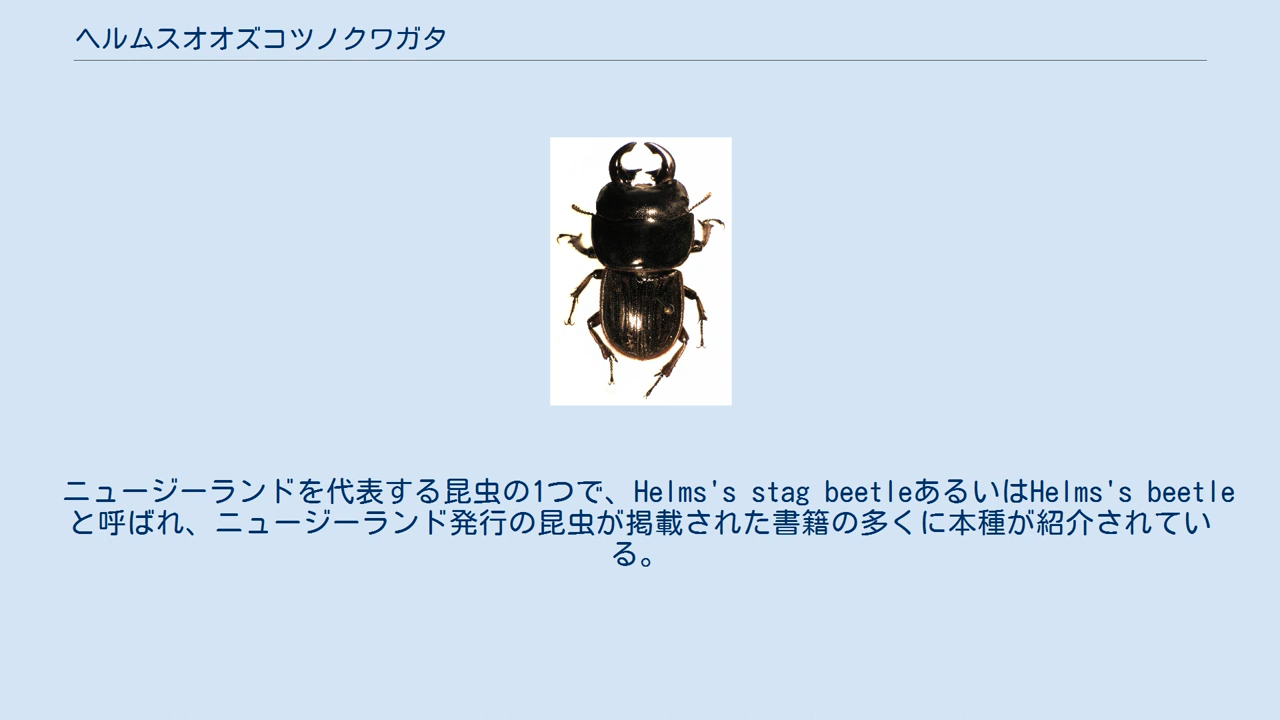 ヘルムスオオズコツノクワガタ
ニュージーランドを代表する昆虫の1つで、Helms's stag beetleあるいはHelms's beetle
と呼ばれ、ニュージーランド発行の昆虫が掲載された書籍の多くに本種が紹介されてい
る。